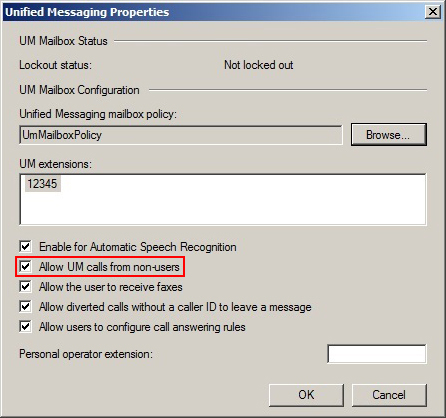 Unified Messaging Properties
UM Mailbox Status
Lockout status: Not locked out
UM Mailbox Configuration
Unified Messaging mailbox policy:
UmMailboxPolicy Browse...
UM extensions:
12345
Enable for Automatic Speech Recognition
Allow UM calls from non-users
Allow the user to receive faxes
Allow diverted calls without a caller ID to leave a message
Allow users to configure call answering rules
Personal operator extension:
OK Cancel